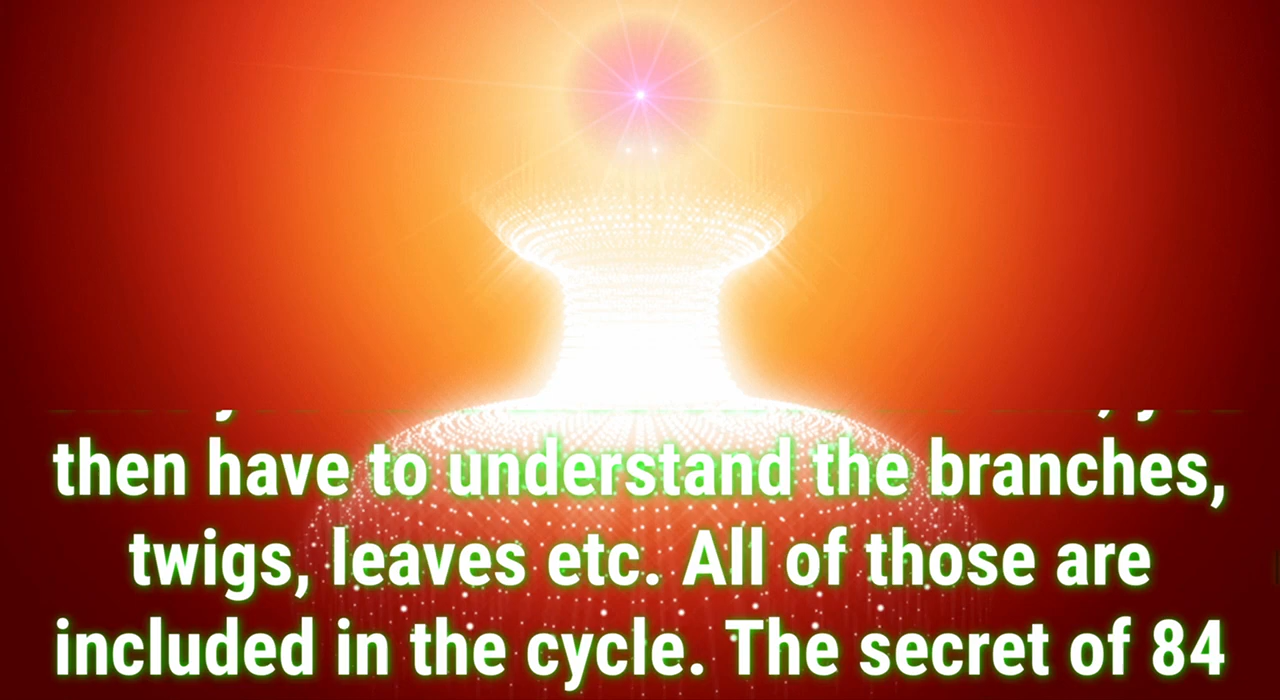 then have to understand the branches,
twigs, leaves etc. All of those are
included in the cycle. The secret of 84